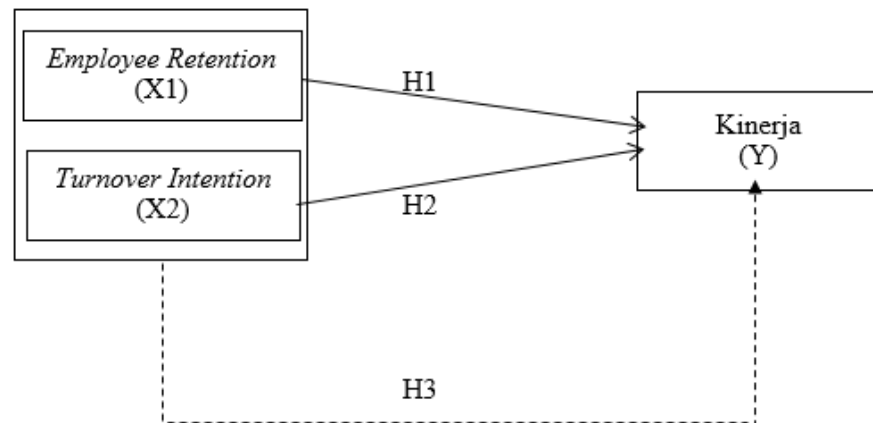 Employee Retention
(X1)
H1
Kinerja
(Y)
Turnover Intention
(X2)
H2
H3